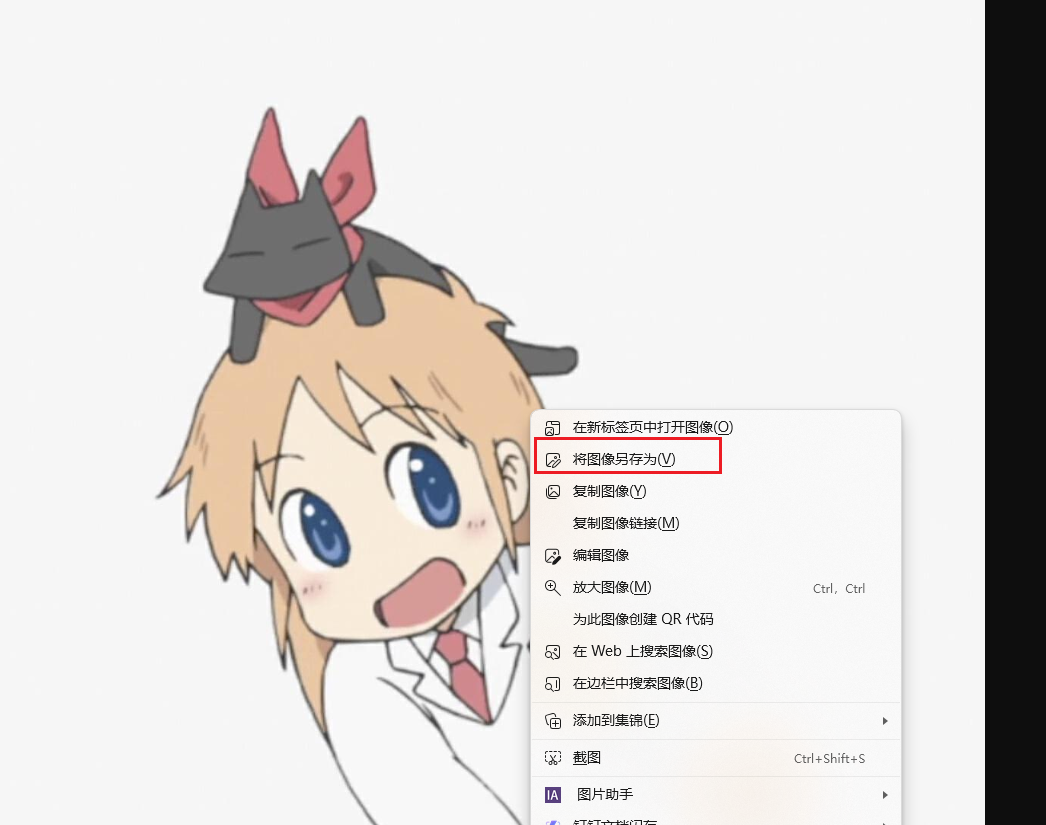 在新标签页中打开图像(O)
将图像另存为(V)
复制图像(Y)
复制图像链接(M)
编辑图像
放大图像(M) Ctrl, Ctrl
为此图像创建 QR 代码
在 Web 上搜索图像(S)
在边栏中搜索图像(B)
添加到集锦(E)
截图 Ctrl+Shift+S
IA 图片助手